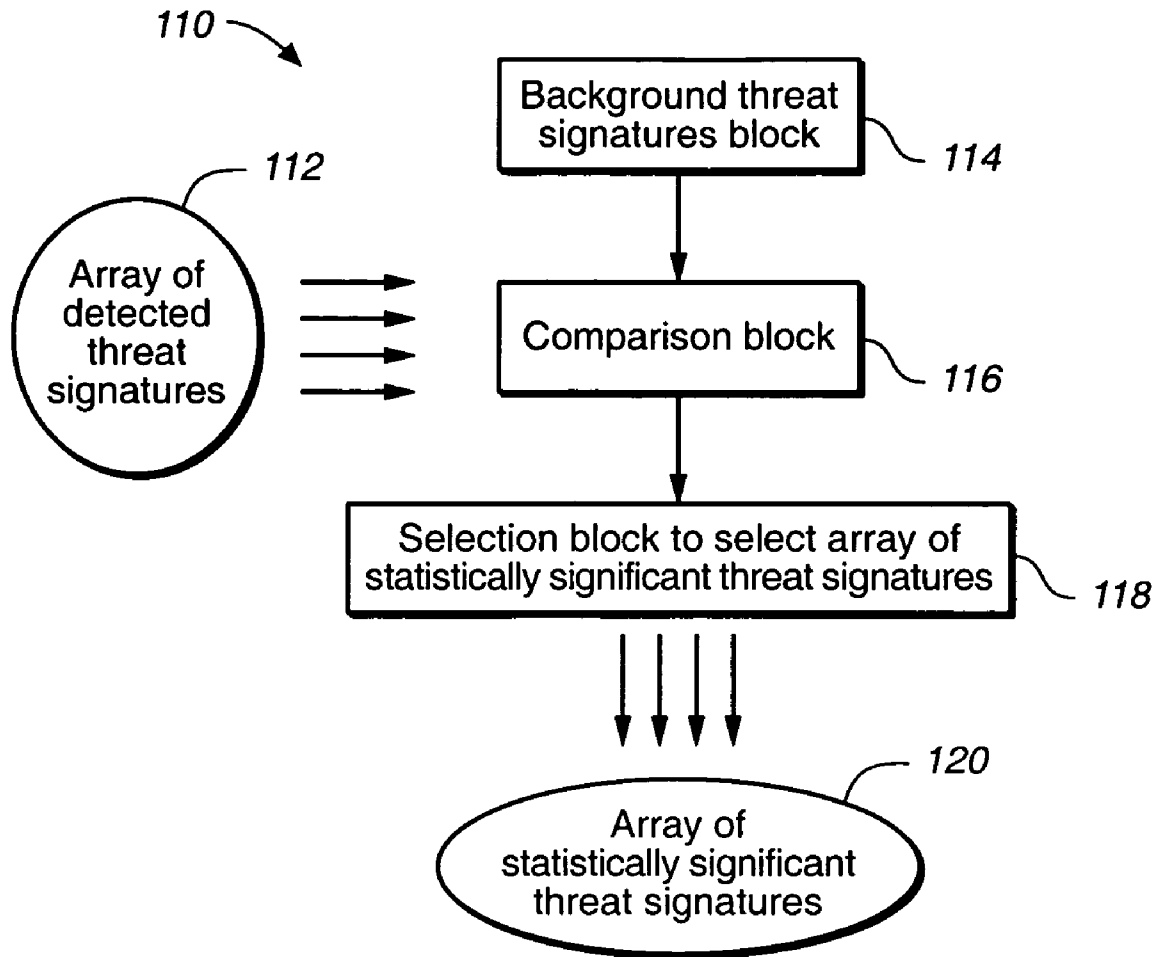 110
Background threat
signatures block
114
112
Array of
detected
threat
signatures
Comparison block
116
Selection block to select array of
statistically significant threat signatures
118
120
Array of
statistically significant
threat signatures